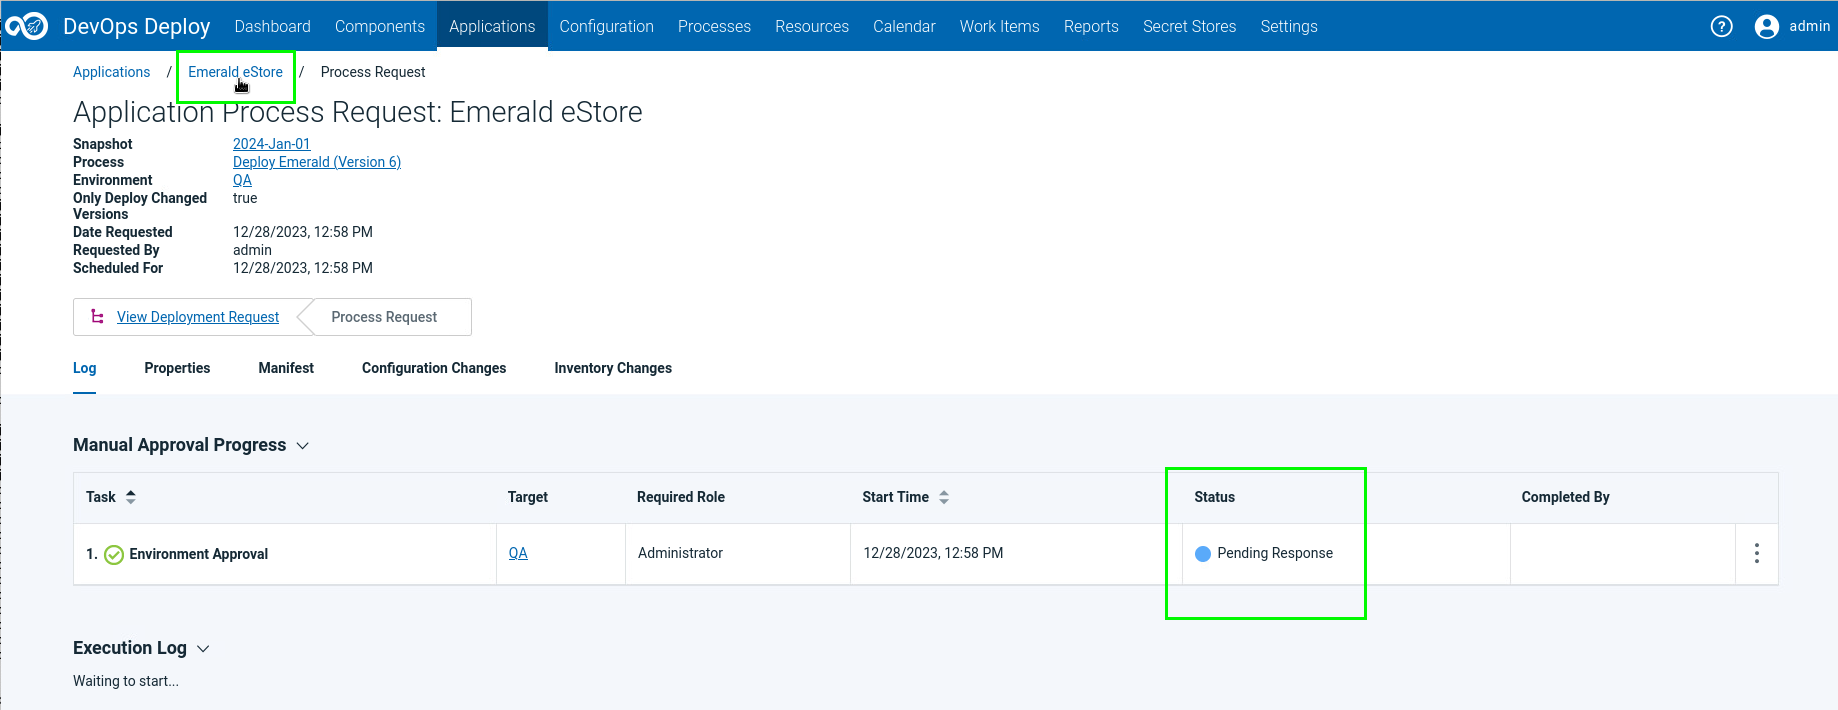 DevOps Deploy Dashboard Components Applications Configuration Processes Resources Calendar Work Items Reports Secret Stores Settings ? admin
Applications / Emerald eStore / Process Request
Application Process Request: Emerald eStore
Snapshot 2024-Jan-01
Process Deploy Emerald (Version 6)
Environment QA
Only Deploy Changed Versions true
Date Requested 12/28/2023, 12:58 PM
Requested By admin
Scheduled For 12/28/2023, 12:58 PM
View Deployment Request Process Request
Log Properties Manifest Configuration Changes Inventory Changes
Manual Approval Progress
Task Target Required Role Start Time Status Completed By
1. Environment Approval QA Administrator 12/28/2023, 12:58 PM Pending Response
Execution Log
Waiting to start...